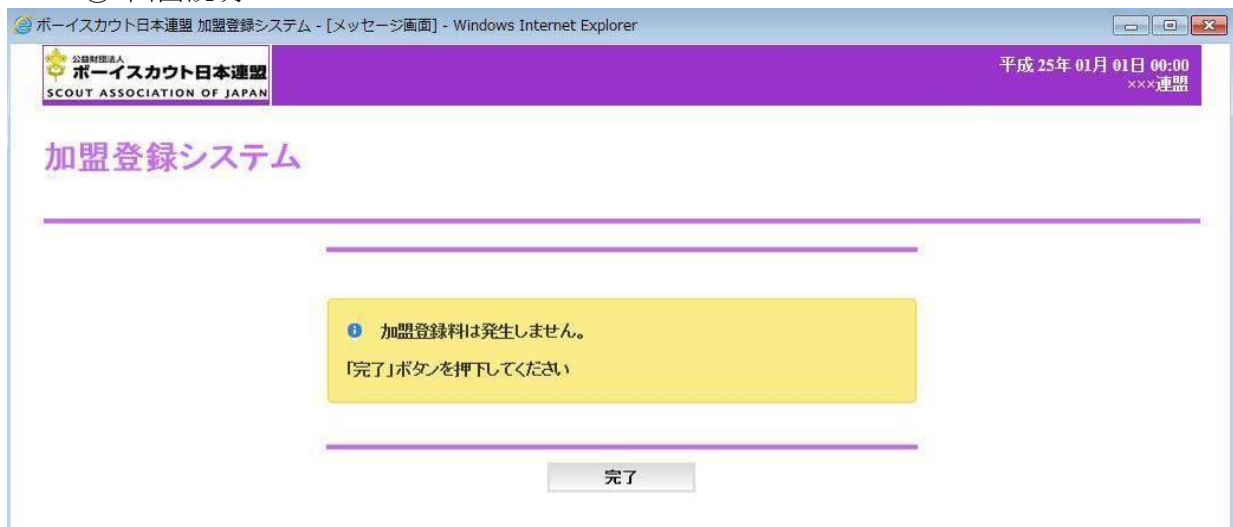 ボーイスカウト日本連盟 加盟登録システム - [メッセージ画面] - Windows Internet Explorer
公益財団法人
ボーイスカウト日本連盟
SCOUT ASSOCIATION OF JAPAN
平成 25年 01月 01日 00:00
×××連盟
加盟登録システム
加盟登録料は発生しません。
「完了」ボタンを押下してください
完了